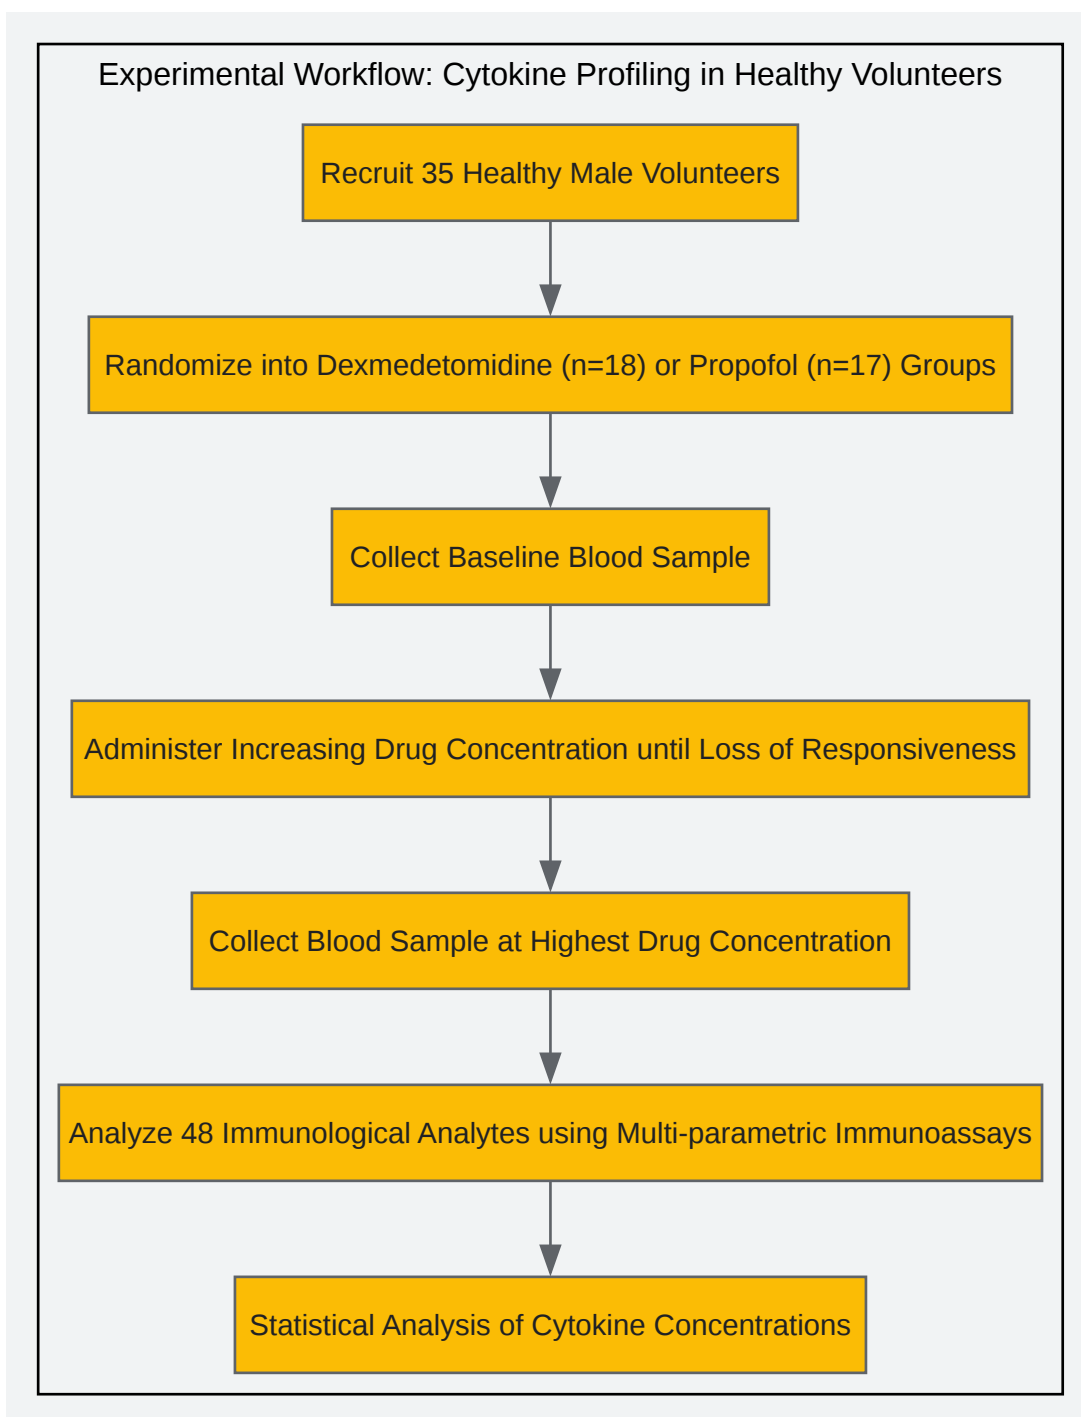 Experimental Workflow: Cytokine Profiling in Healthy Volunteers
Recruit 35 Healthy Male Volunteers
Randomize into Dexmedetomidine (n=18) or Propofol (n=17) Groups
Collect Baseline Blood Sample
Administer Increasing Drug Concentration until Loss of Responsiveness
Collect Blood Sample at Highest Drug Concentration
Analyze 48 Immunological Analytes using Multi-parametric Immunoassays
Statistical Analysis of Cytokine Concentrations